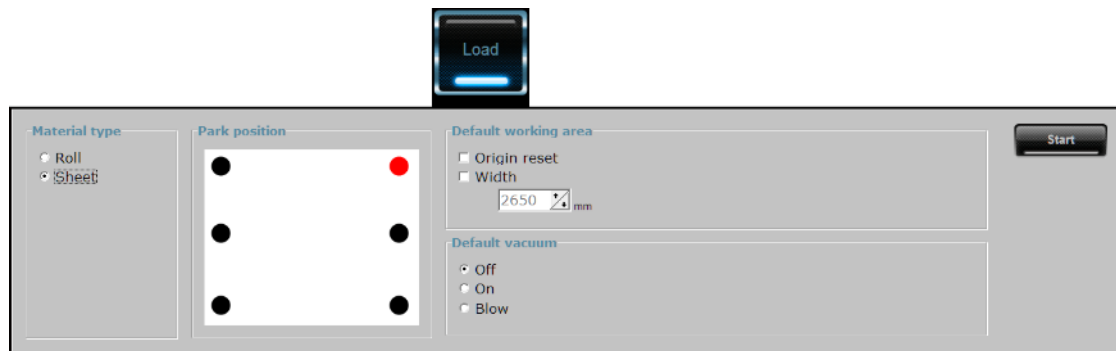 Load
Material type
Roll
Sheet
Park position
Default working area
Origin reset
Width
2650 mm
Default vacuum
Off
On
Blow
Start